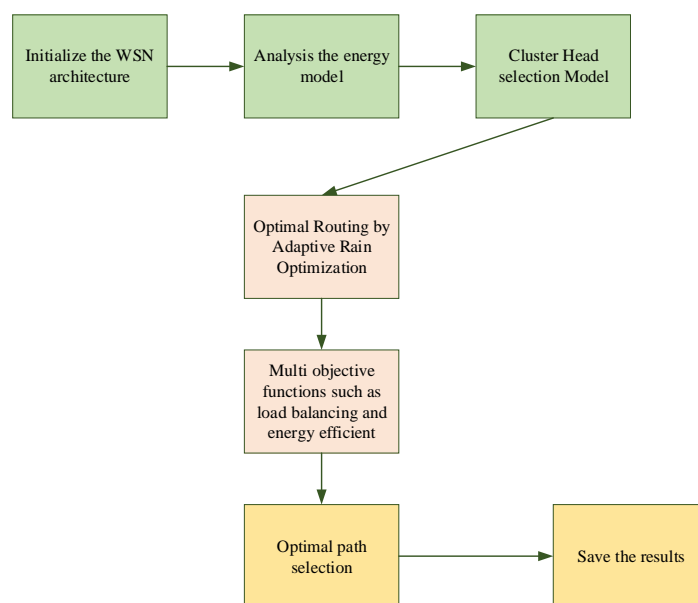 Initialize the WSN
architecture
Analysis the energy
model
Cluster Head
selection Model
Optimal Routing by
Adaptive Rain
Optimization
Multi objective
functions such as
load balancing and
energy efficient
Optimal path
selection
Save the results